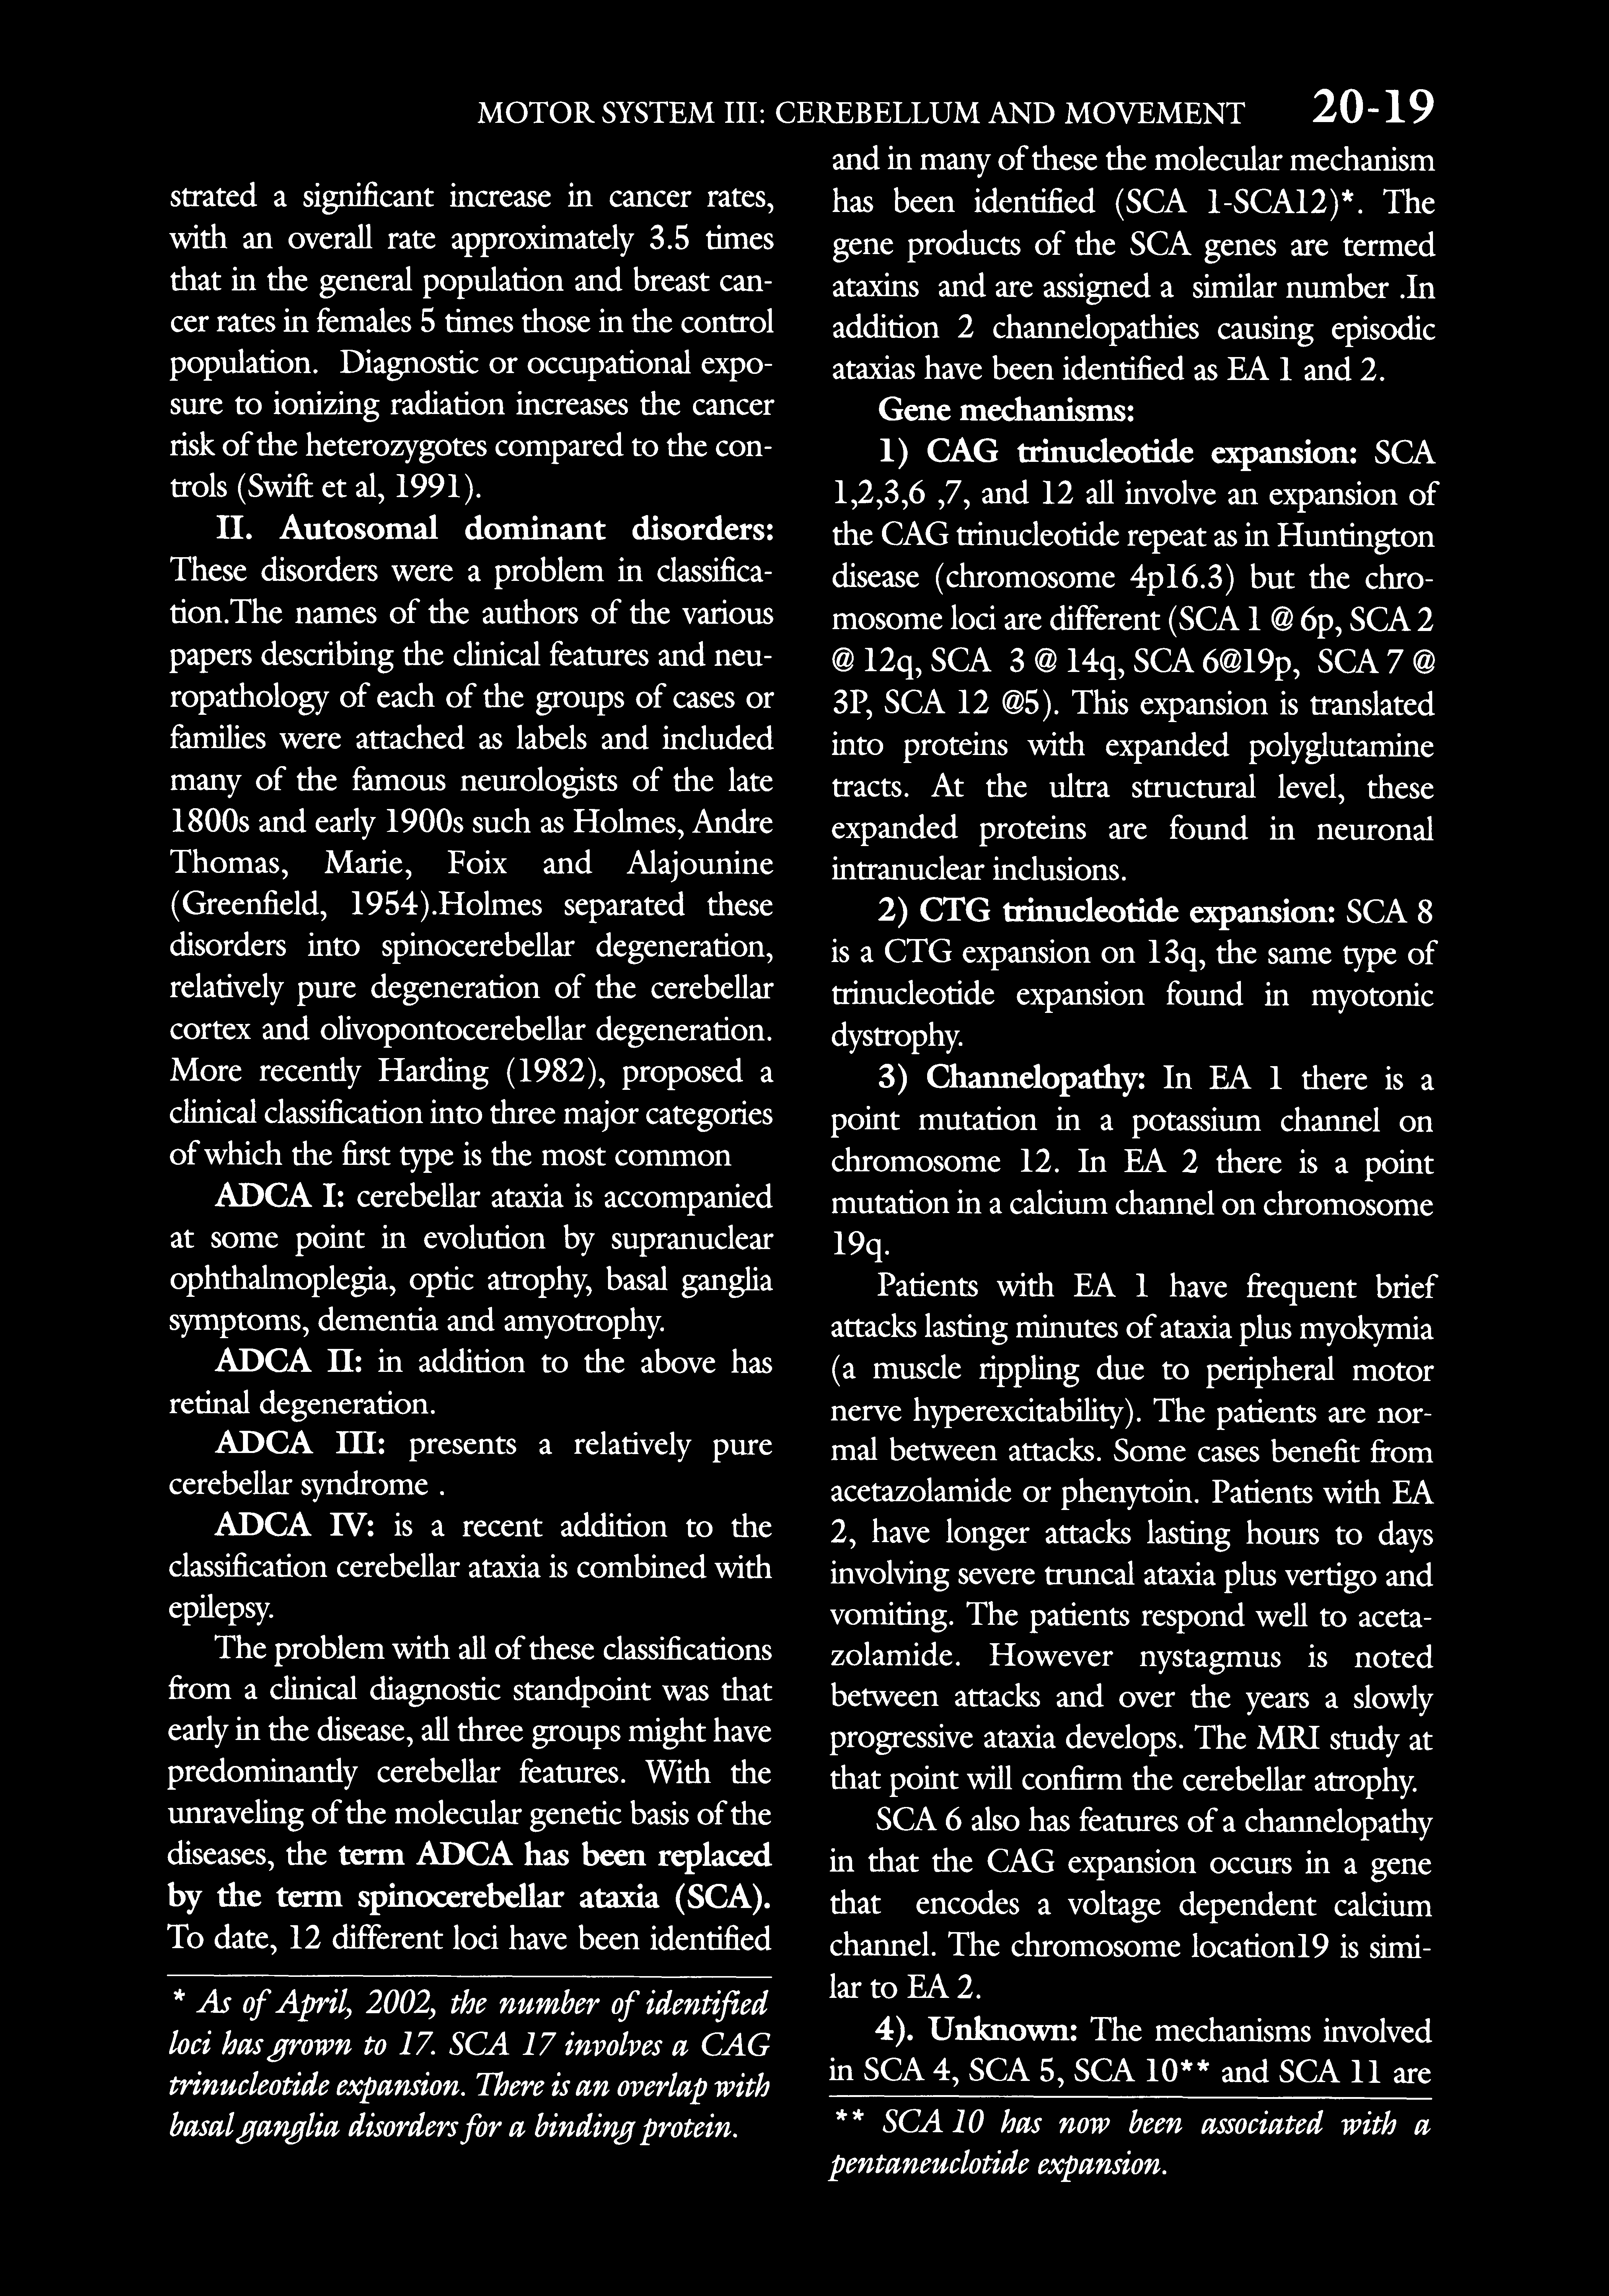 MOTOR SYSTEM III: CEREBELLUM AND MOVEMENT 20-19
strated a significant increase in cancer rates,
with an overall rate approximately 3.5 times
that in the general population and breast can-
cer rates in females 5 times those in the control
population. Diagnostic or occupational expo-
sure to ionizing radiation increases the cancer
risk of the heterozygotes compared to the con-
trols (Swift et al, 1991).
II. Autosomal dominant disorders:
These disorders were a problem in classifica-
tion.The names of the authors of the various
papers describing the clinical features and neu-
ropathology of each of the groups of cases or
families were attached as labels and included
many of the famous neurologists of the late
1800s and early 1900s such as Holmes, Andre
Thomas, Marie, Foix and Alajounine
(Greenfield, 1954).Holmes separated these
disorders into spinocerebellar degeneration,
relatively pure degeneration of the cerebellar
cortex and olivopontocerebellar degeneration.
More recently Harding (1982), proposed a
clinical classification into three major categories
of which the first type is the most common
ADCA I: cerebellar ataxia is accompanied
at some point in evolution by supranuclear
ophthalmoplegia, optic atrophy, basal ganglia
symptoms, dementia and amyotrophy.
ADCA II: in addition to the above has
retinal degeneration.
ADCA III: presents a relatively pure
cerebellar syndrome .
ADCA IV: is a recent addition to the
classification cerebellar ataxia is combined with
epilepsy.
The problem with all of these classifications
from a clinical diagnostic standpoint was that
early in the disease, all three groups might have
predominantly cerebellar features. With the
unraveling of the molecular genetic basis of the
diseases, the term ADCA has been replaced
by the term spinocerebellar ataxia (SCA).
To date, 12 different loci have been identified
* As of April, 2002, the number of identified
loci has grown to 17. SCA 17 involves a CAG
trinucleotide expansion. There is an overlap with
basal ganglia disorders for a binding protein.
and in many of these the molecular mechanism
has been identified (SCA 1-SCA12)*. The
gene products of the SCA genes are termed
ataxins and are assigned a similar number .In
addition 2 channelopathies causing episodic
ataxias have been identified as EA 1 and 2.
Gene mechanisms:
1) CAG trinucleotide expansion: SCA
1,2,3,6 ,7, and 12 all involve an expansion of
the CAG trinucleotide repeat as in Huntington
disease (chromosome 4p16.3) but the chro-
mosome loci are different (SCA 1 @ 6p, SCA 2
@ 12q, SCA 3 @ 14q, SCA 6@19p, SCA 7 @
3P, SCA 12 @5). This expansion is translated
into proteins with expanded polyglutamine
tracts. At the ultra structural level, these
expanded proteins are found in neuronal
intranuclear inclusions.
2) CTG trinucleotide expansion: SCA 8
is a CTG expansion on 13q, the same type of
trinucleotide expansion found in myotonic
dystrophy.
3) Channelopathy: In EA 1 there is a
point mutation in a potassium channel on
chromosome 12. In EA 2 there is a point
mutation in a calcium channel on chromosome
19q.
Patients with EA 1 have frequent brief
attacks lasting minutes of ataxia plus myokymia
(a muscle rippling due to peripheral motor
nerve hyperexcitability). The patients are nor-
mal between attacks. Some cases benefit from
acetazolamide or phenytoin. Patients with EA
2, have longer attacks lasting hours to days
involving severe truncal ataxia plus vertigo and
vomiting. The patients respond well to aceta-
zolamide. However nystagmus is noted
between attacks and over the years a slowly
progressive ataxia develops. The MRI study at
that point will confirm the cerebellar atrophy.
SCA 6 also has features of a channelopathy
in that the CAG expansion occurs in a gene
that encodes a voltage dependent calcium
channel. The chromosome location19 is simi-
lar to EA 2.
4). Unknown: The mechanisms involved
in SCA 4, SCA 5, SCA 10** and SCA 11 are
** SCA 10 has now been associated with a
pentaneuclotide expansion.